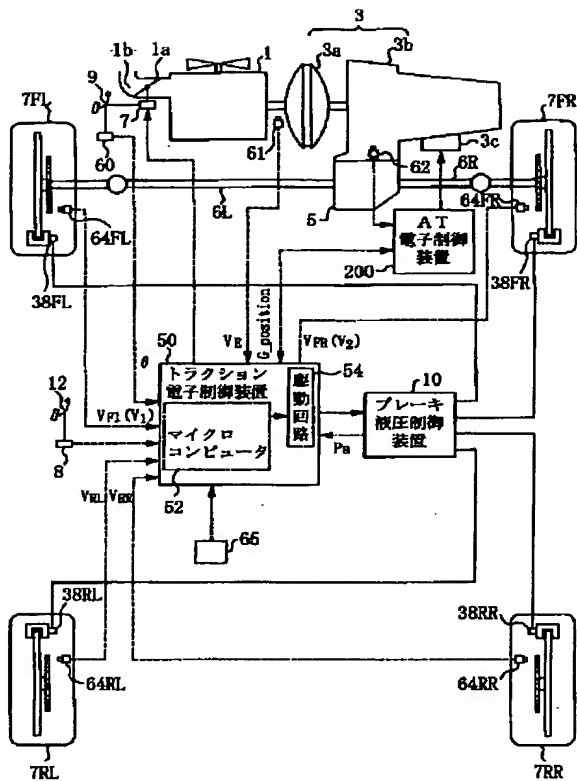 3
1b
1a
1
3a
3b
9
7FL
7
60
61
62
3c
7FR
6R
64FR
6L
5
64FL
AT
電子制御
装置
38FL
200
38FR
VE
G_position
50
VFR(V2)
54
θ
トラクション
電子制御装置
駆動回路
10
12
VFl(V1)
マイクロ
コンピュータ
ブレーキ
液圧制御
装置
PB
8
VRL
VRR
52
65
38RL
38RR
64RL
64RR
7RL
7RR